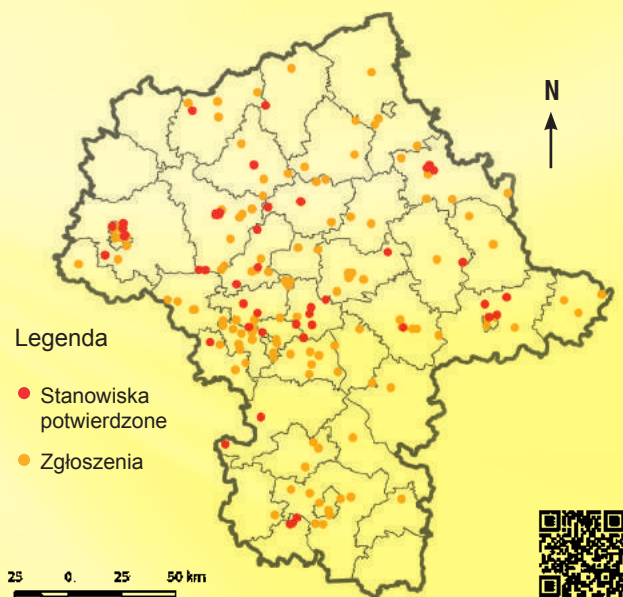 N
Legenda
Stanowiska
potwierdzone
Zgłoszenia
25 0. 25 50 km